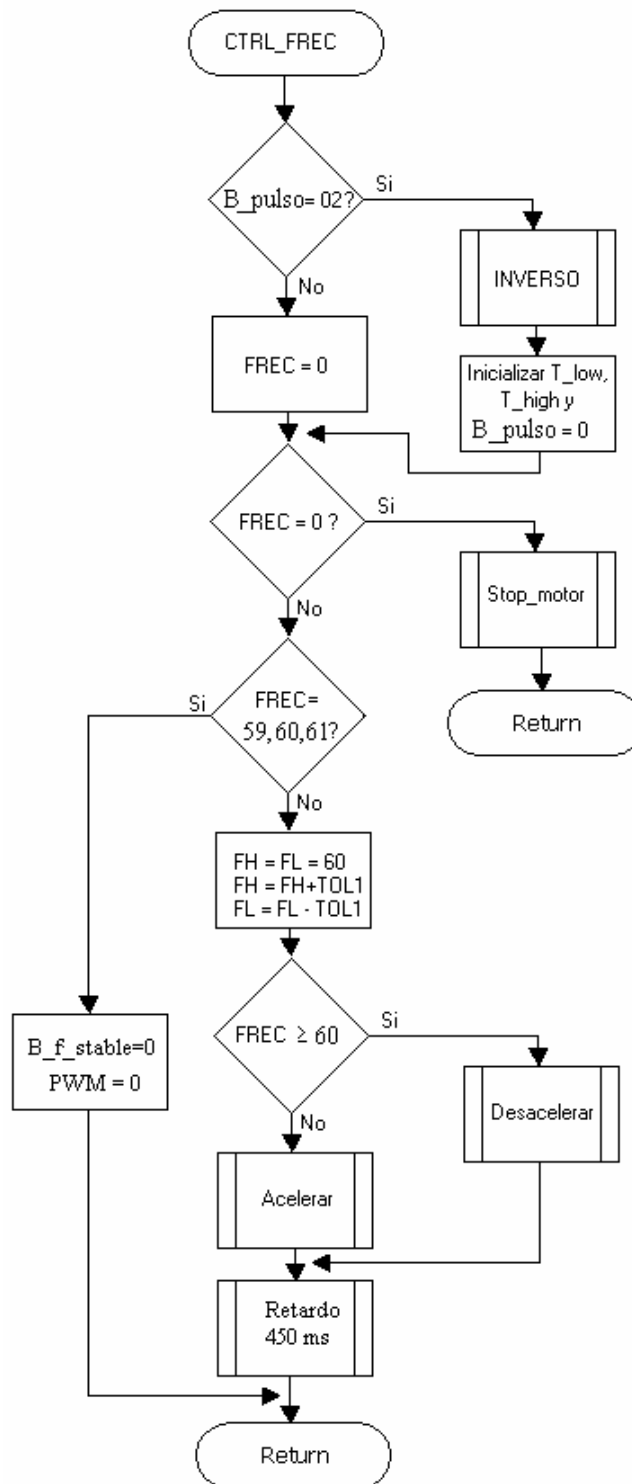 CTRL_FREC
B_pulso= 02?
Si
INVERSO
No
FREC = 0
Inicializar T_low,
T_high y
B_pulso = 0
FREC = 0 ?
Si
Stop_motor
No
Return
FREC=
59,60,61?
Si
No
FH = FL = 60
FH = FH+TOL1
FL = FL - TOL1
FREC ≥ 60
Si
B_f_stable=0
PWM = 0
Desacelerar
No
Acelerar
Retardo
450 ms
Return